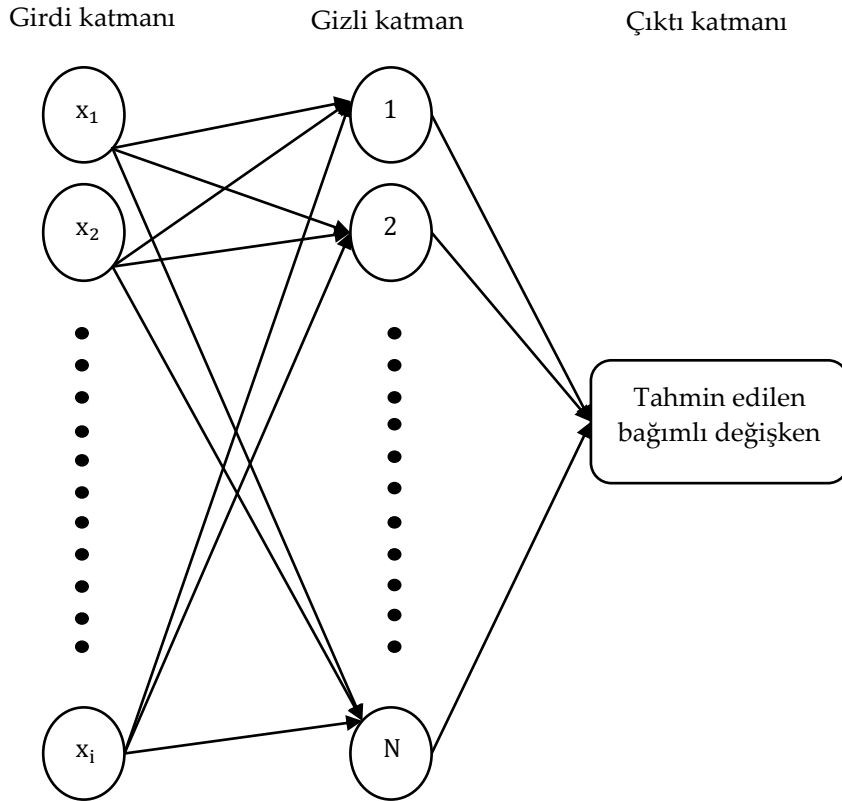 Girdi katmanı
Gizli katman
Çıktı katmanı
x₁
1
x₂
2
Tahmin edilen
bağımlı değişken
xᵢ
N